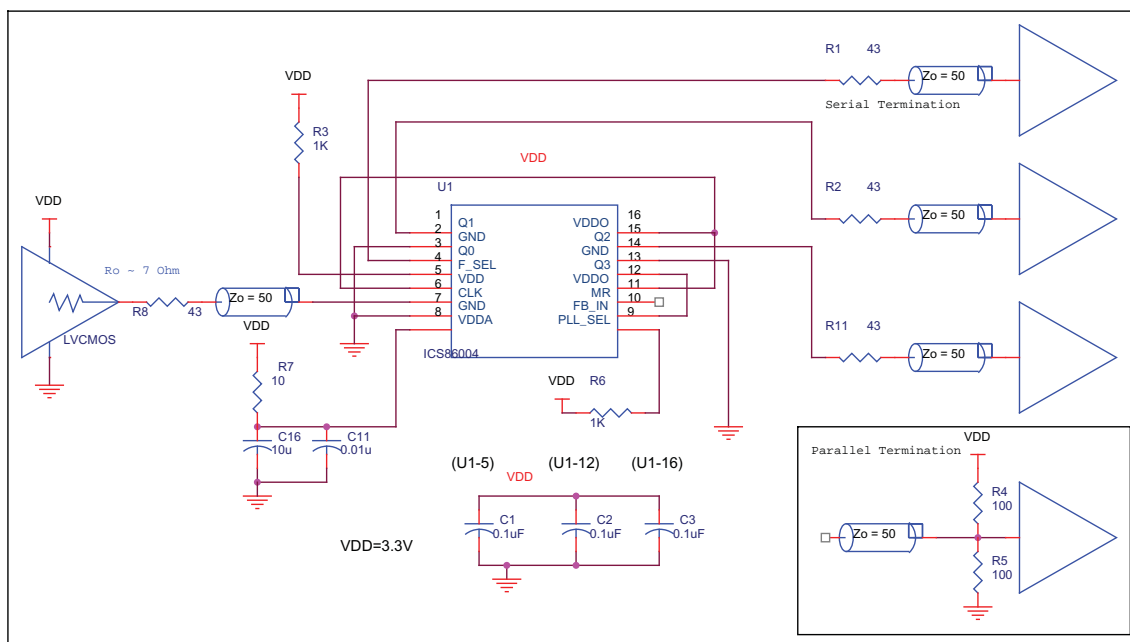 R1 43
Zo = 50
Serial Termination
VDD
R3
1K
VDD
U1
R2 43
Zo = 50
VDD
1 Q1 VDDO 16
2 GND Q2 15
3 Q0 GND 14
4 F_SEL Q3 13
5 VDD VDDO 12
6 CLK MR 11
7 GND FB_IN 10
8 VDDA PLL_SEL 9
ICS86004
Ro ~ 7 Ohm
R8 43
Zo = 50
LVCMOS
VDD
R7
10
R11 43
Zo = 50
VDD
R6
1K
C16
10u
C11
0.01u
(U1-5) (U1-12) (U1-16)
VDD
C1
0.1uF
C2
0.1uF
C3
0.1uF
VDD=3.3V
VDD
Parallel Termination
R4
100
Zo = 50
R5
100